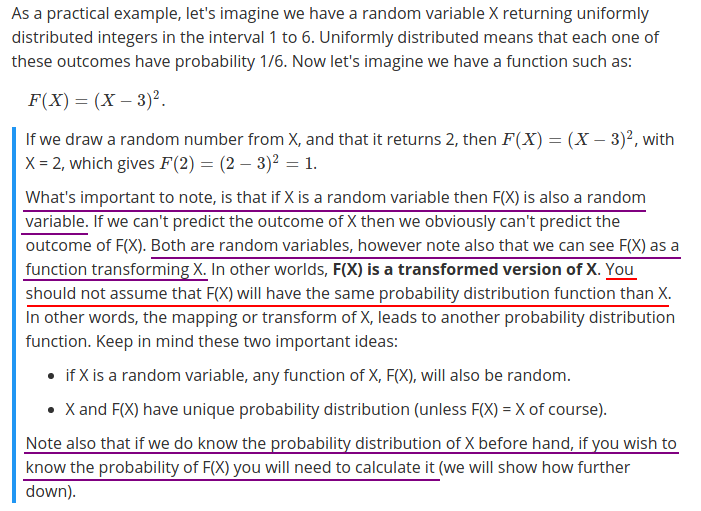 As a practical example, let's imagine we have a random variable X returning uniformly
distributed integers in the interval 1 to 6. Uniformly distributed means that each one of
these outcomes have probability 1/6. Now let's imagine we have a function such as:
F(X) = (X − 3)².
If we draw a random number from X, and that it returns 2, then F(X) = (X − 3)², with
X = 2, which gives F(2) = (2 − 3)² = 1.
What's important to note, is that if X is a random variable then F(X) is also a random
variable. If we can't predict the outcome of X then we obviously can't predict the
outcome of F(X). Both are random variables, however note also that we can see F(X) as a
function transforming X. In other worlds, F(X) is a transformed version of X. You
should not assume that F(X) will have the same probability distribution function than X.
In other words, the mapping or transform of X, leads to another probability distribution
function. Keep in mind these two important ideas:
• if X is a random variable, any function of X, F(X), will also be random.
• X and F(X) have unique probability distribution (unless F(X) = X of course).
Note also that if we do know the probability distribution of X before hand, if you wish to
know the probability of F(X) you will need to calculate it (we will show how further
down).